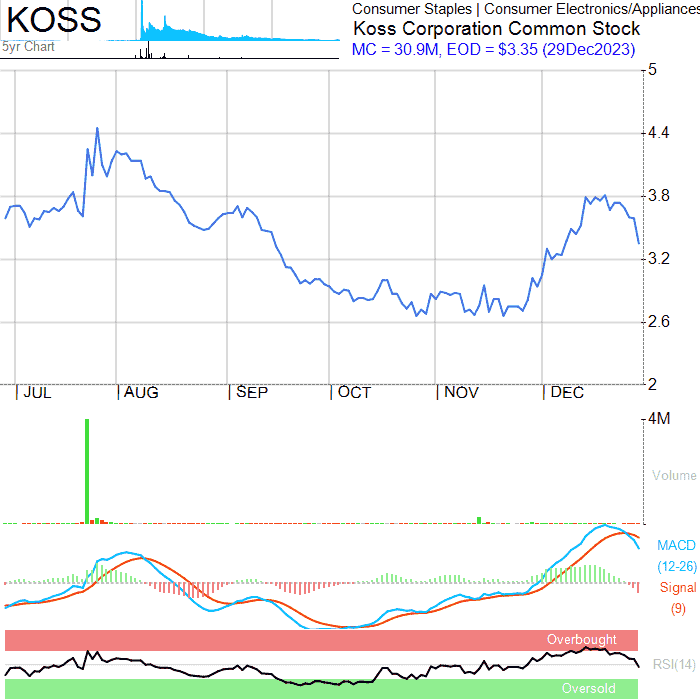 KOSS
5yr Chart
Consumer Staples | Consumer Electronics/Appliances
Koss Corporation Common Stock
MC = 30.9M, EOD = $3.35 (29Dec2023)
5
4.4
3.8
3.2
2.6
2
JUL
AUG
SEP
OCT
NOV
DEC
4M
Volume
MACD
(12-26)
Signal
(9)
Overbought
RSI(14)
Oversold